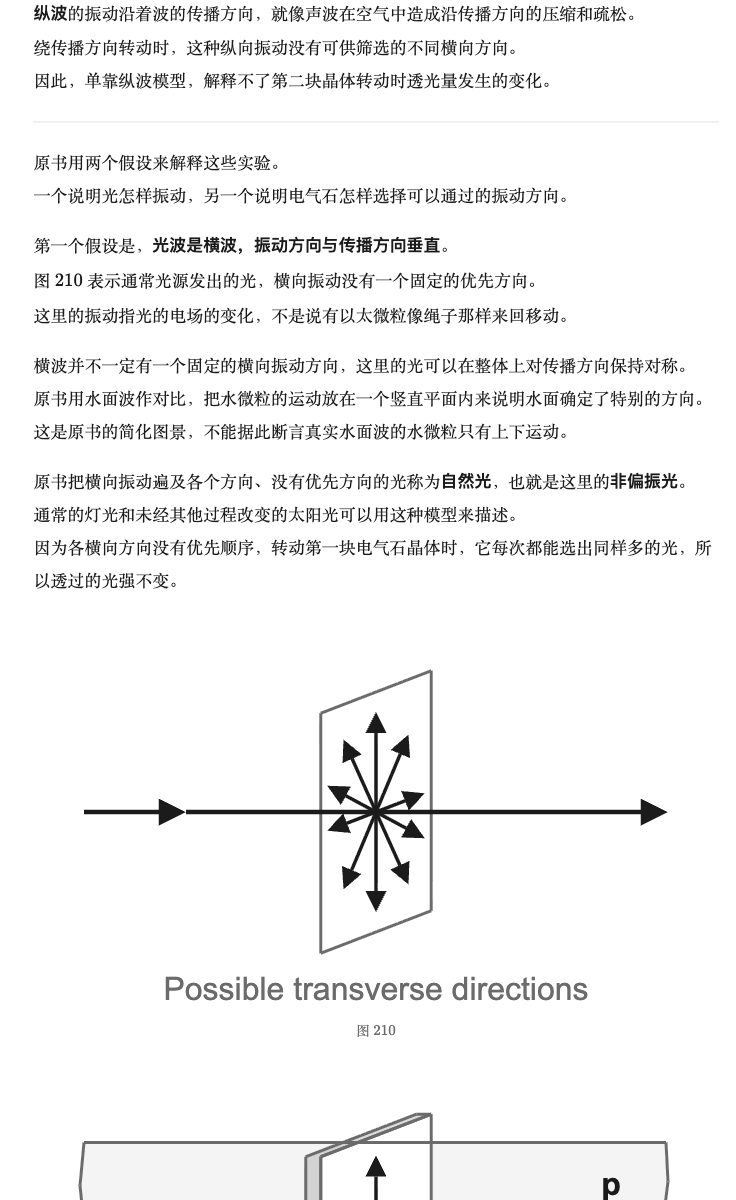 纵波的振动沿着波的传播方向，就像声波在空气中造成沿传播方向的压缩和疏松。
绕传播方向转动时，这种纵向振动没有可供筛选的不同横向方向。
因此，单靠纵波模型，解释不了第二块晶体转动时透光量发生的变化。
原书用两个假设来解释这些实验。
一个说明光怎样振动，另一个说明电气石怎样选择可以通过的振动方向。
第一个假设是，光波是横波，振动方向与传播方向垂直。
图 210 表示通常光源发出的光，横向振动没有一个固定的优先方向。
这里的振动指光的电场的变化，不是说有以太微粒像绳子那样来回移动。
横波并不一定有一个固定的横向振动方向，这里的光可以在整体上对传播方向保持对称。
原书用水面波作对比，把水微粒的运动放在一个竖直平面内来说明水面确定了特别的方向。
这是原书的简化图景，不能据此断言真实水面波的水微粒只有上下运动。
原书把横向振动遍及各个方向、没有优先方向的光称为自然光，也就是这里的非偏振光。
通常的灯光和未经其他过程改变的太阳光可以用这种模型来描述。
因为各横向方向没有优先顺序，转动第一块电气石晶体时，它每次都能选出同样多的光，所
以透过的光强不变。
Possible transverse directions
图 210
p